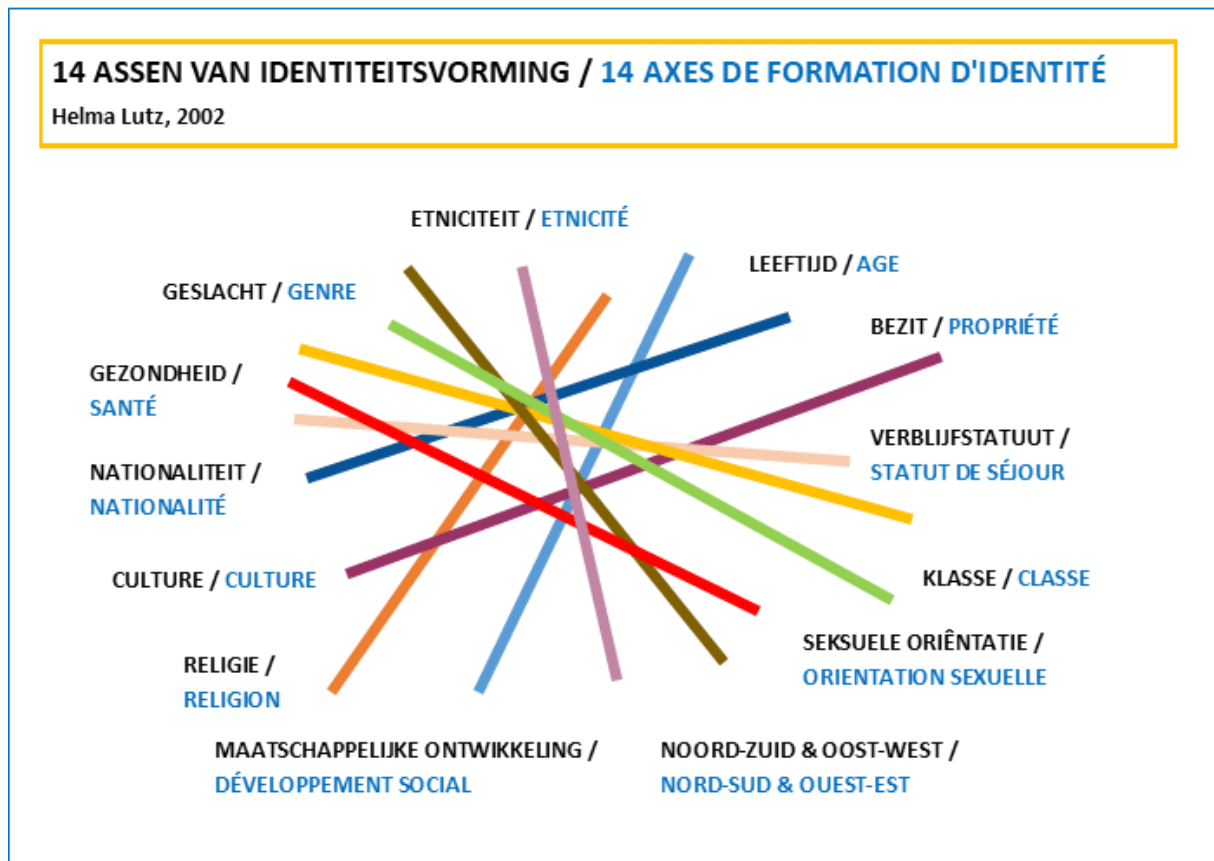 14 ASSEN VAN IDENTITEITSVORMING / 14 AXES DE FORMATION D'IDENTITÉ
Helma Lutz, 2002
ETNICITEIT / ETNICITÉ
LEEFTIJD / AGE
GESLACHT / GENRE
BEZIT / PROPRIÉTÉ
GEZONDHEID /
SANTÉ
VERBLIJFSTATUUT /
STATUT DE SÉJOUR
NATIONALITEIT /
NATIONALITÉ
CULTURE / CULTURE
KLASSE / CLASSE
SEKSUELE ORIÊNTATIE /
ORIENTATION SEXUELLE
RELIGIE /
RELIGION
MAATSCHAPPELIJKE ONTWIKKELING /
DÉVELOPPEMENT SOCIAL
NOORD-ZUID & OOST-WEST /
NORD-SUD & OUEST-EST